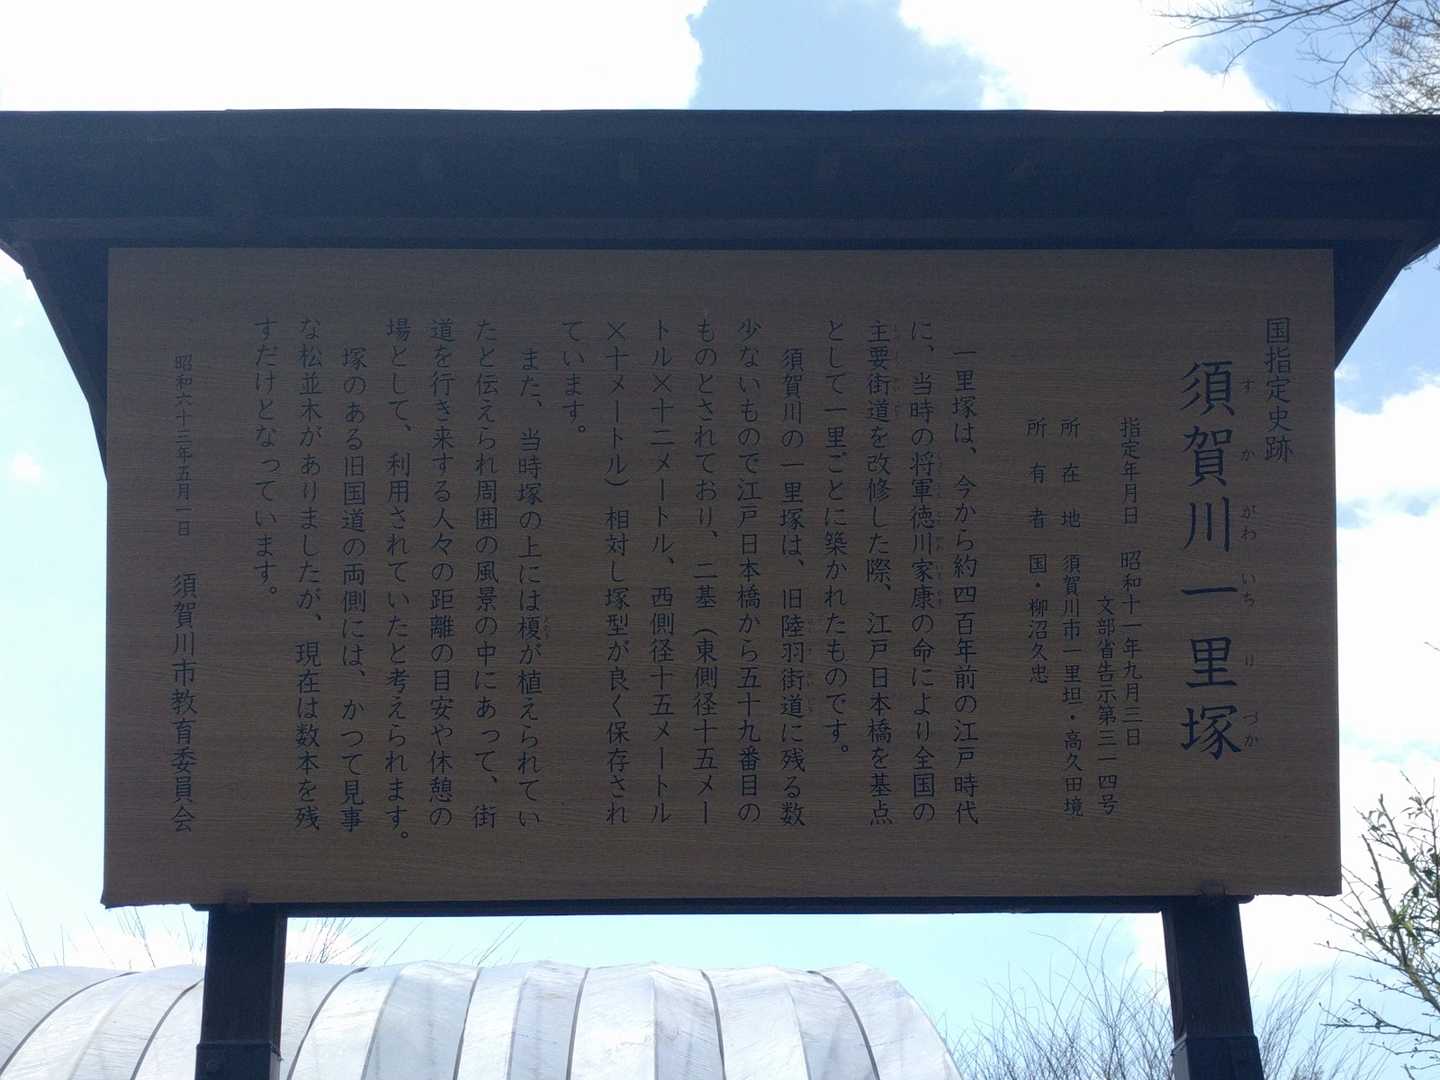 国指定史跡
須賀川一里塚
すかがわいちりづか
指定年月日　昭和十一年九月三日
文部省告示第三一四号
所在地　須賀川市一里坦・高久田境
所有者　国・柳沼久忠
一里塚は、今から約四百年前の江戸時代
に、当時の将軍徳川家康の命により全国の
主要街道を改修した際、江戸日本橋を基点
として一里ごとに築かれたものです。
須賀川の一里塚は、旧陸羽街道に残る数
少ないもので江戸日本橋から五十九番目の
ものとされており、二基（東側径十五メー
トル×十二メートル、西側径十五メートル
×十メートル）相対し塚型が良く保存され
ています。
また、当時塚の上には榎が植えられてい
たと伝えられ周囲の風景の中にあって、街
道を行き来する人々の距離の目安や休憩の
場として、利用されていたと考えられます。
塚のある旧国道の両側には、かつて見事
な松並木がありましたが、現在は数本を残
すだけとなっています。
昭和六十三年五月一日　須賀川市教育委員会